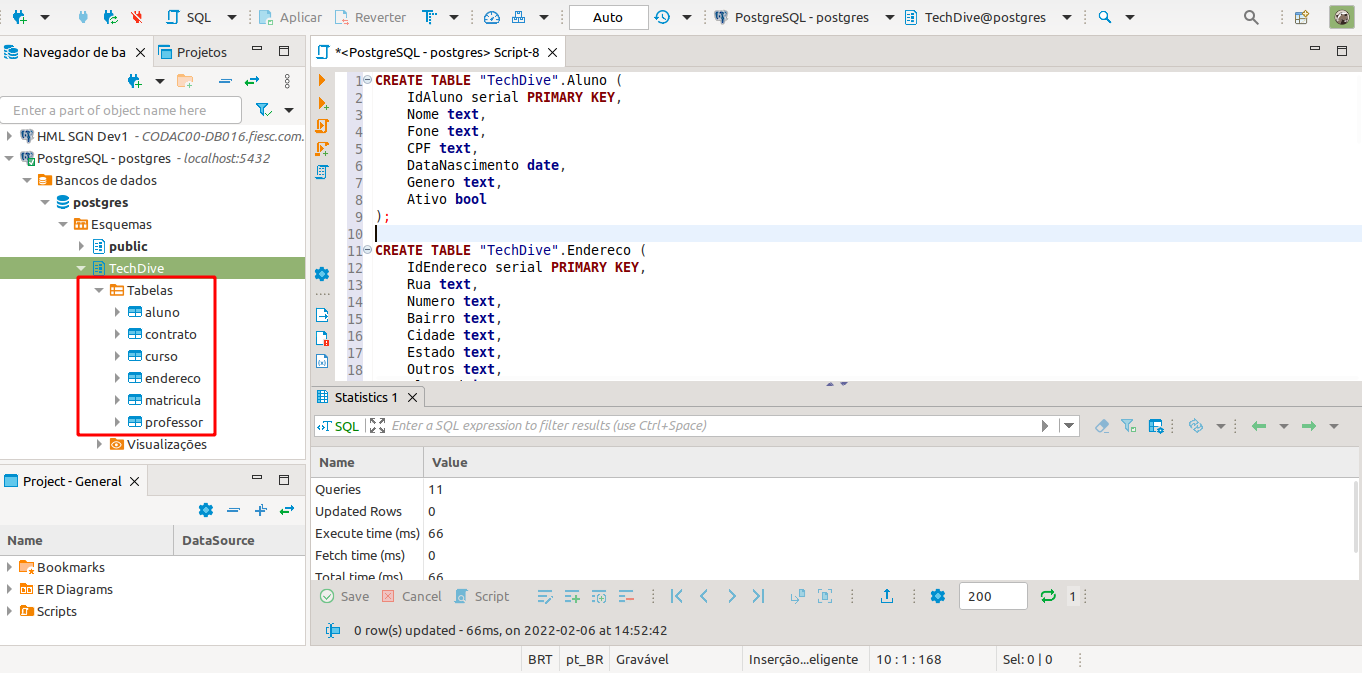 SQL Aplicar Reverter Auto PostgreSQL - postgres TechDive@postgres
Navegador de ba Projetos
Enter a part of object name here
HML SGN Dev1 - CODAC00-DB016.fiesc.com.
PostgreSQL - postgres - localhost:5432
Bancos de dados
postgres
Esquemas
public
TechDive
Tabelas
aluno
contrato
curso
endereco
matricula
professor
Visualizações
Project - General
Name DataSource
Bookmarks
ER Diagrams
Scripts
*<PostgreSQL - postgres> Script-8
1 CREATE TABLE "TechDive".Aluno (
2 IdAluno serial PRIMARY KEY,
3 Nome text,
4 Fone text,
5 CPF text,
6 DataNascimento date,
7 Genero text,
8 Ativo bool
9 );
10
11 CREATE TABLE "TechDive".Endereco (
12 IdEndereco serial PRIMARY KEY,
13 Rua text,
14 Numero text,
15 Bairro text,
16 Cidade text,
17 Estado text,
18 Outros text,
Statistics 1
SQL Enter a SQL expression to filter results (use Ctrl+Space)
Name Value
Queries 11
Updated Rows 0
Execute time (ms) 66
Fetch time (ms) 0
Total time (ms) 66
Save Cancel Script 200 1
0 row(s) updated - 66ms, on 2022-02-06 at 14:52:42
BRT pt_BR Gravável Inserção...eligente 10 : 1 : 168 Sel: 0 | 0